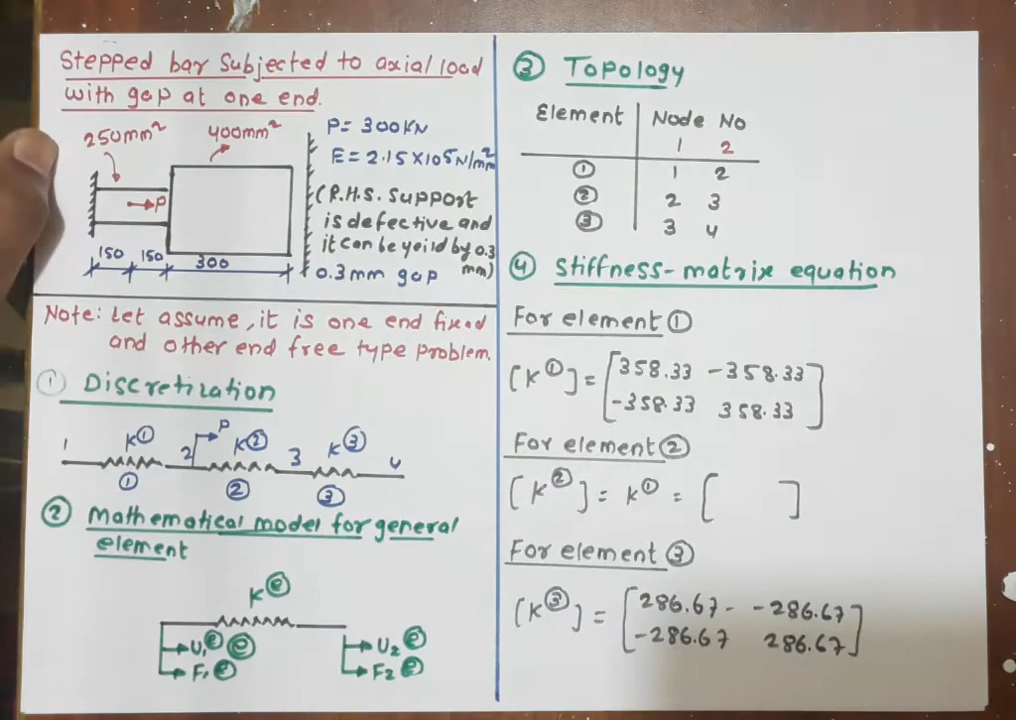 Stepped bar Subjected to axial load
with gap at one end.
250mm²
400mm²
P
150
150
300
P = 300KN
E = 2.15×10⁵N/mm²
(R.H.S. Support
is defective and
it can be yeild by 0.3
mm)
0.3 mm gap
Note: Let assume, it is one end fixed
and other end free type problem.
① Discretization
1 K① 2 P K② 3 K③ 4
① ② ③
② Mathematical model for general
element
K ⓔ
U₁ ⓔ ⓔ U₂ ⓔ
F₁ ⓔ F₂ ⓔ
③ Topology
Element Node No
1 2
① 1 2
② 2 3
③ 3 4
④ Stiffness-matrix equation
For element ①
[K①] = [358.33 -358.33
-358.33 358.33]
For element ②
[K②] = K① = [ ]
For element ③
[K③] = [286.67- -286.67
-286.67 286.67]